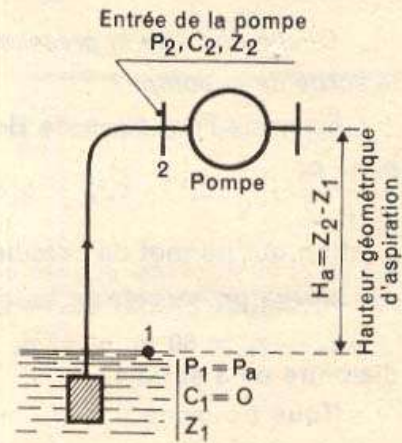 Entrée de la pompe
P₂, C₂, Z₂
2
Pompe
Hₐ = Z₂ - Z₁
Hauteur géométrique
d'aspiration
1
P₁ = Pₐ
C₁ = O
Z₁